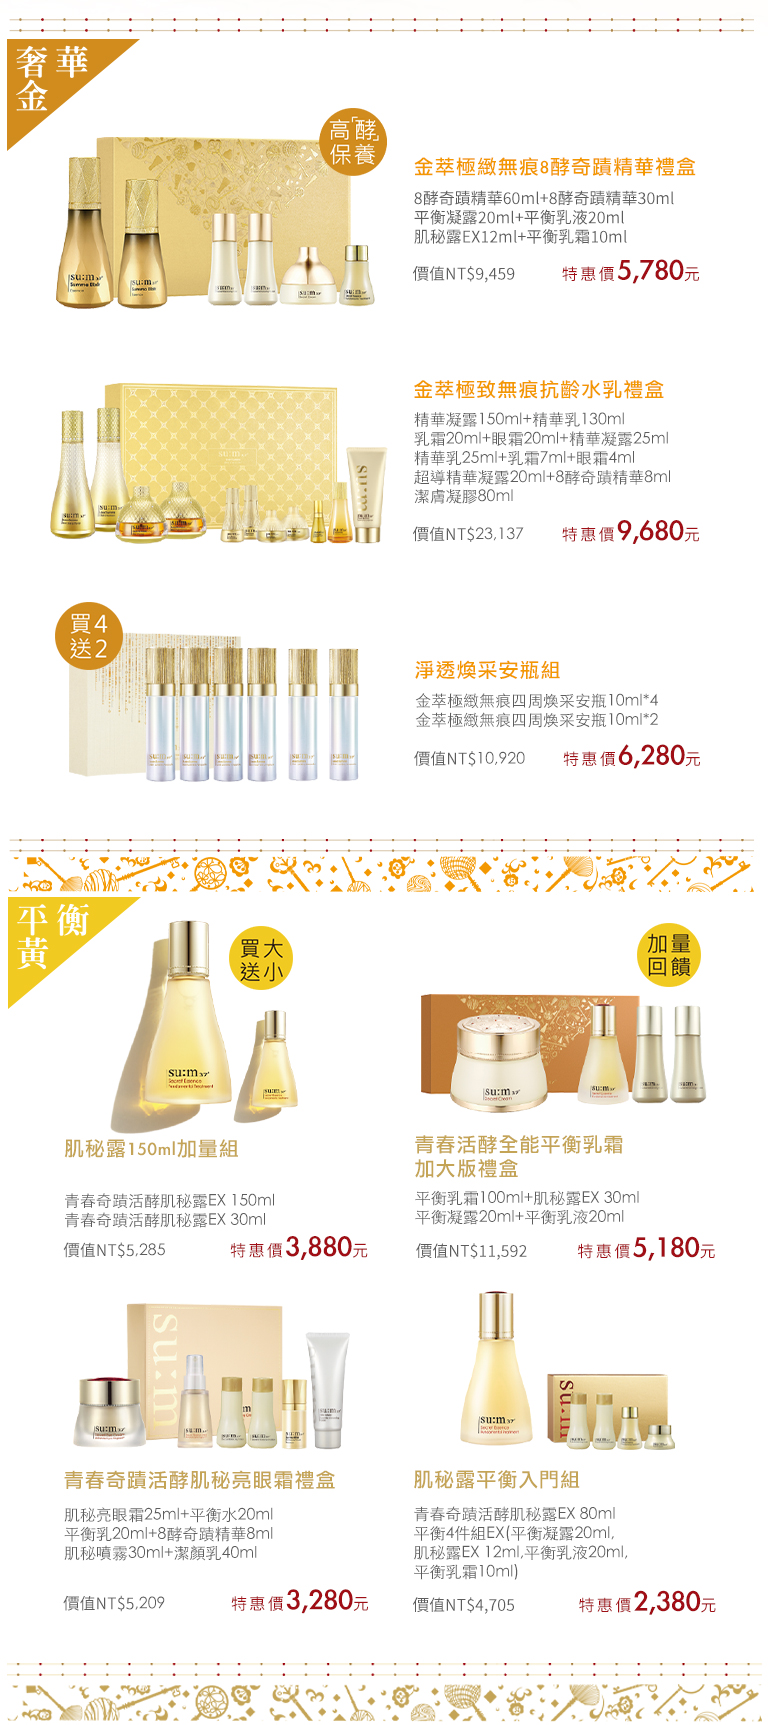 奢華金
高「酵」
保養
金萃極緻無痕8酵奇蹟精華禮盒
8酵奇蹟精華60ml+8酵奇蹟精華30ml
平衡凝露20ml+平衡乳液20ml
肌秘露EX12ml+平衡乳霜10ml
價值NT$9,459 特惠價5,780元
金萃極致無痕抗齡水乳禮盒
精華凝露150ml+精華乳130ml
乳霜20ml+眼霜20ml+精華凝露25ml
精華乳25ml+乳霜7ml+眼霜4ml
超導精華凝露20ml+8酵奇蹟精華8ml
潔膚凝膠80ml
價值NT$23,137 特惠價9,680元
買4
送2
淨透煥采安瓶組
金萃極緻無痕四周煥采安瓶10ml*4
金萃極緻無痕四周煥采安瓶10ml*2
價值NT$10,920 特惠價6,280元
平衡黃
買大
送小
su:m37°
Secret Essence
肌秘露150ml加量組
青春奇蹟活酵肌秘露EX 150ml
青春奇蹟活酵肌秘露EX 30ml
價值NT$5,285 特惠價3,880元
加量
回饋
su:m37°
Secret Cream
青春活酵全能平衡乳霜
加大版禮盒
平衡乳霜100ml+肌秘露EX 30ml
平衡凝露20ml+平衡乳液20ml
價值NT$11,592 特惠價5,180元
su:m
青春奇蹟活酵肌秘亮眼霜禮盒
肌秘亮眼霜25ml+平衡水20ml
平衡乳20ml+8酵奇蹟精華8ml
肌秘噴霧30ml+潔顏乳40ml
價值NT$5,209 特惠價3,280元
su:m37°
Secret Essence
su:m
肌秘露平衡入門組
青春奇蹟活酵肌秘露EX 80ml
平衡4件組EX(平衡凝露20ml,
肌秘露EX 12ml,平衡乳液20ml,
平衡乳霜10ml)
價值NT$4,705 特惠價2,380元